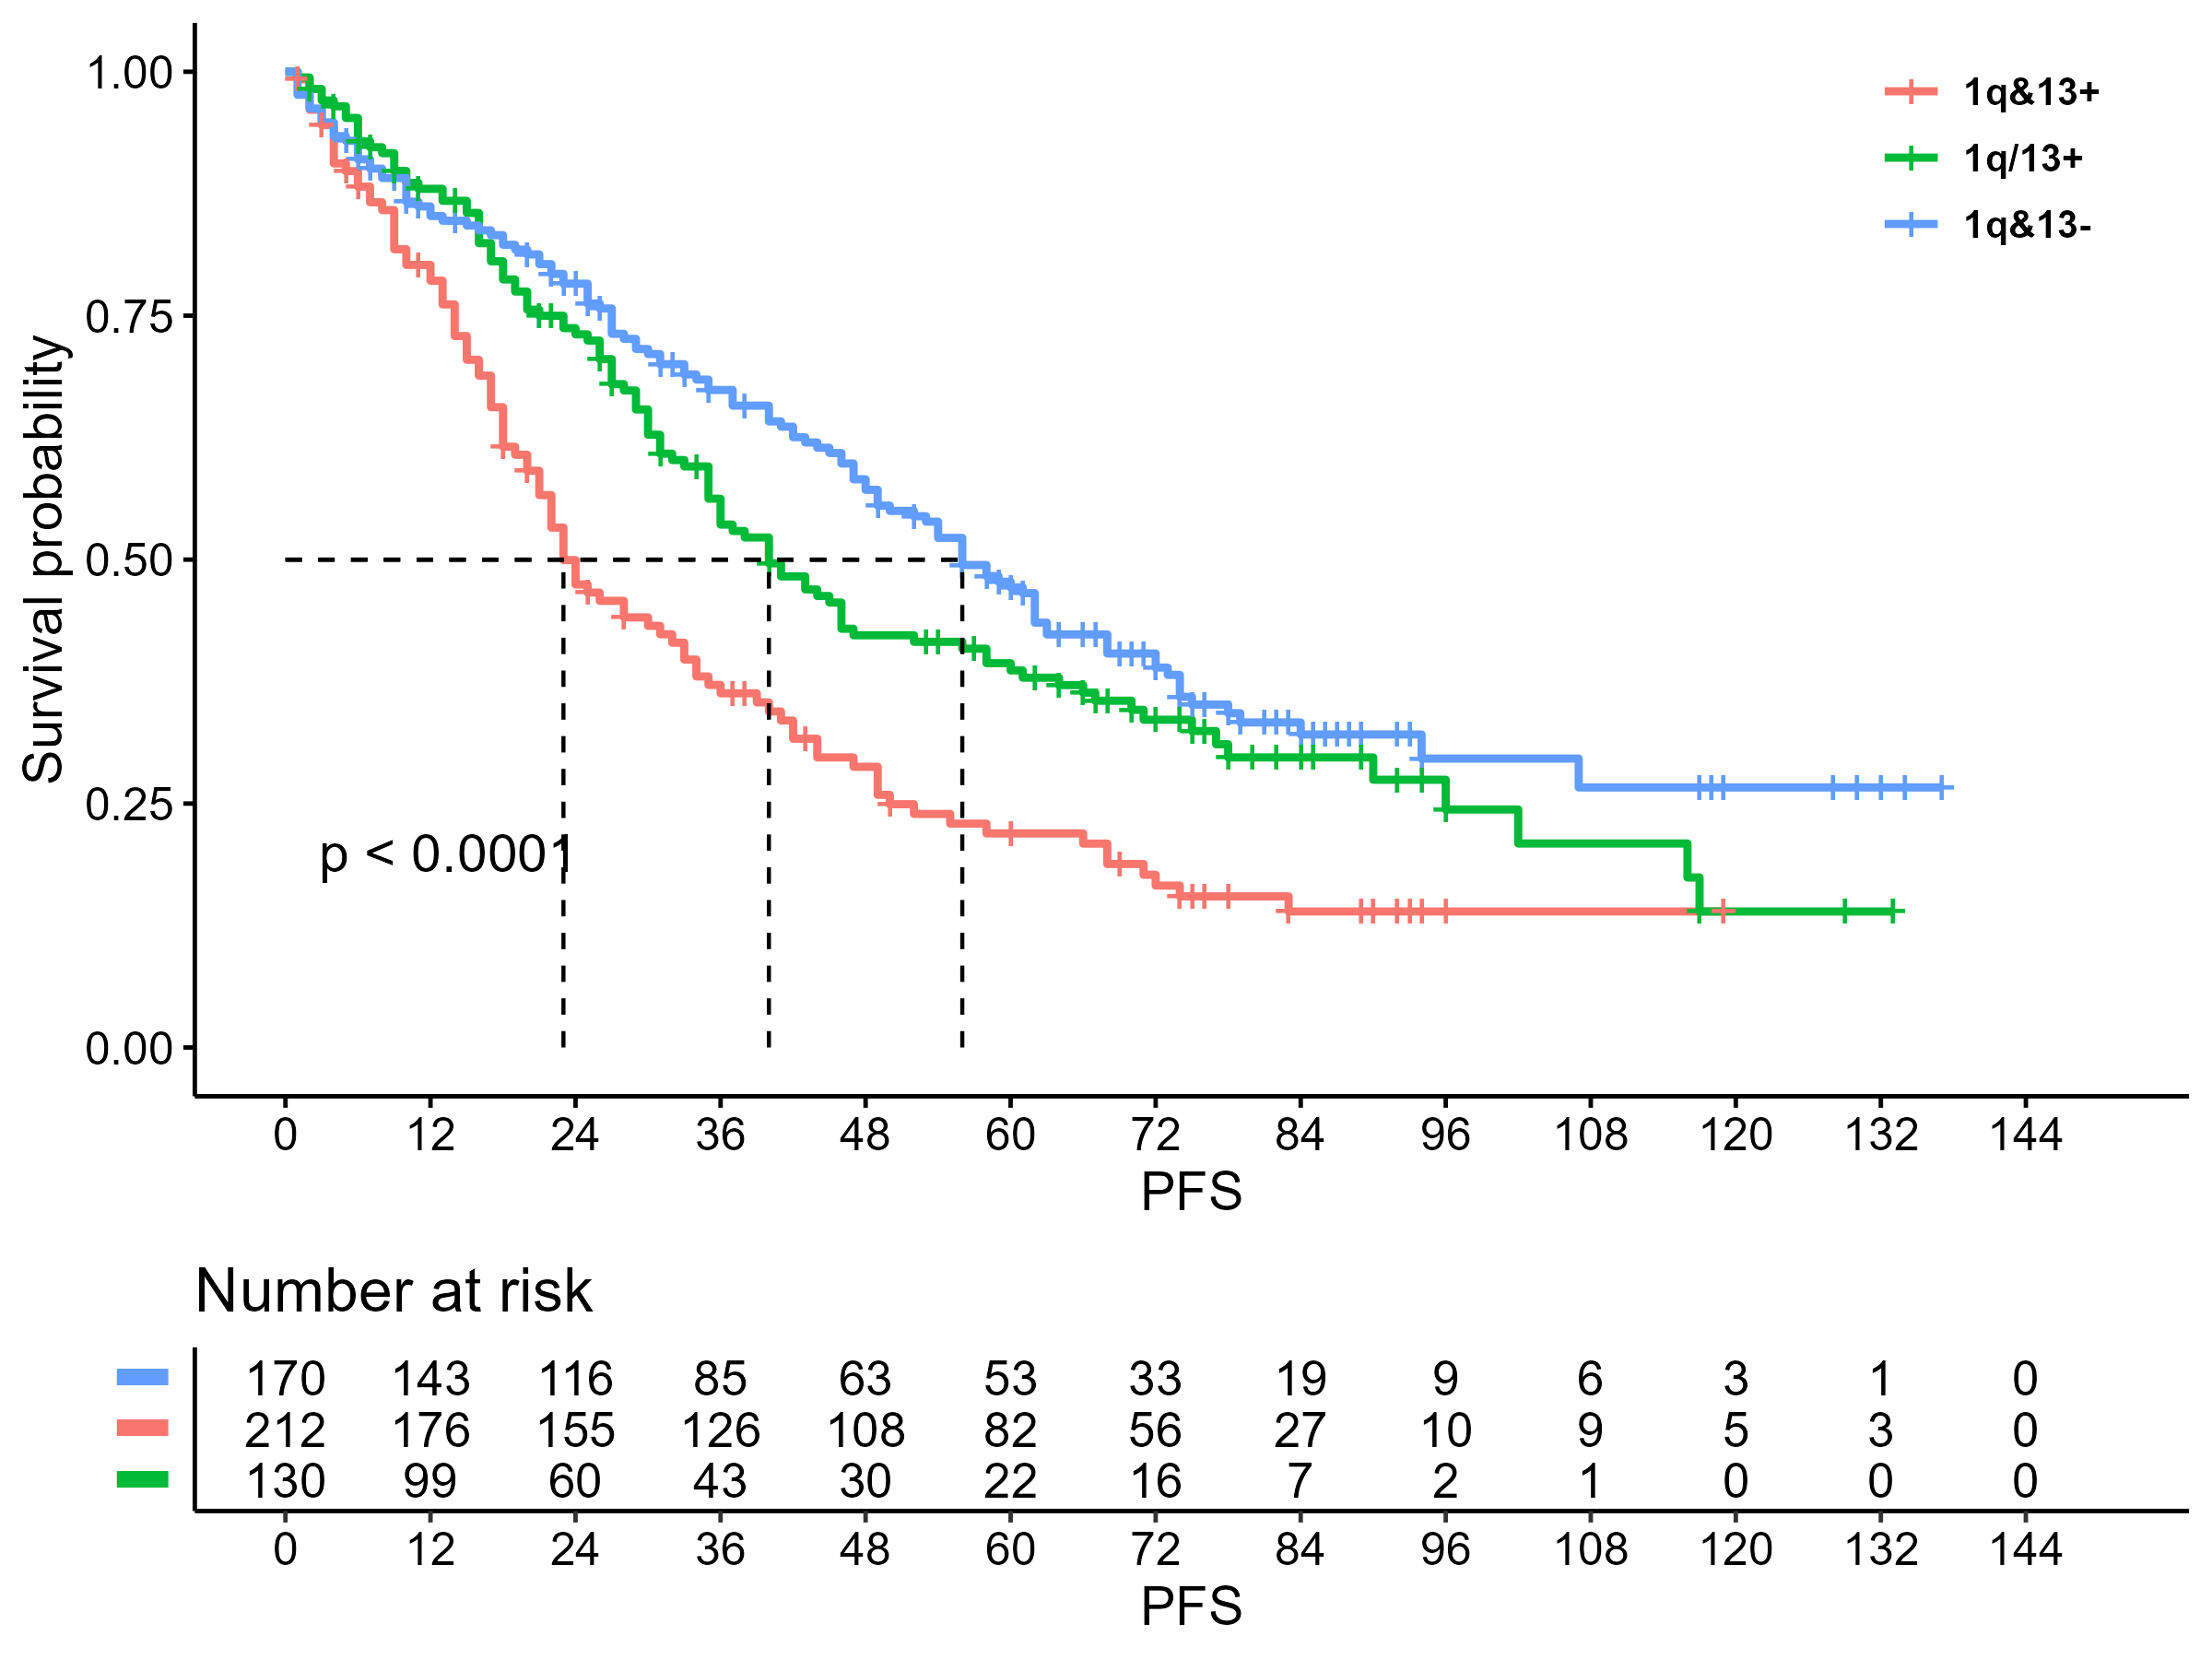 1.00
0.75
0.50
0.25
0.00
Survival probability
1q&13+
1q/13+
1q&13-
p < 0.0001
0 12 24 36 48 60 72 84 96 108 120 132 144
PFS
Number at risk
170 143 116 85 63 53 33 19 9 6 3 1 0
212 176 155 126 108 82 56 27 10 9 5 3 0
130 99 60 43 30 22 16 7 2 1 0 0 0
0 12 24 36 48 60 72 84 96 108 120 132 144
PFS